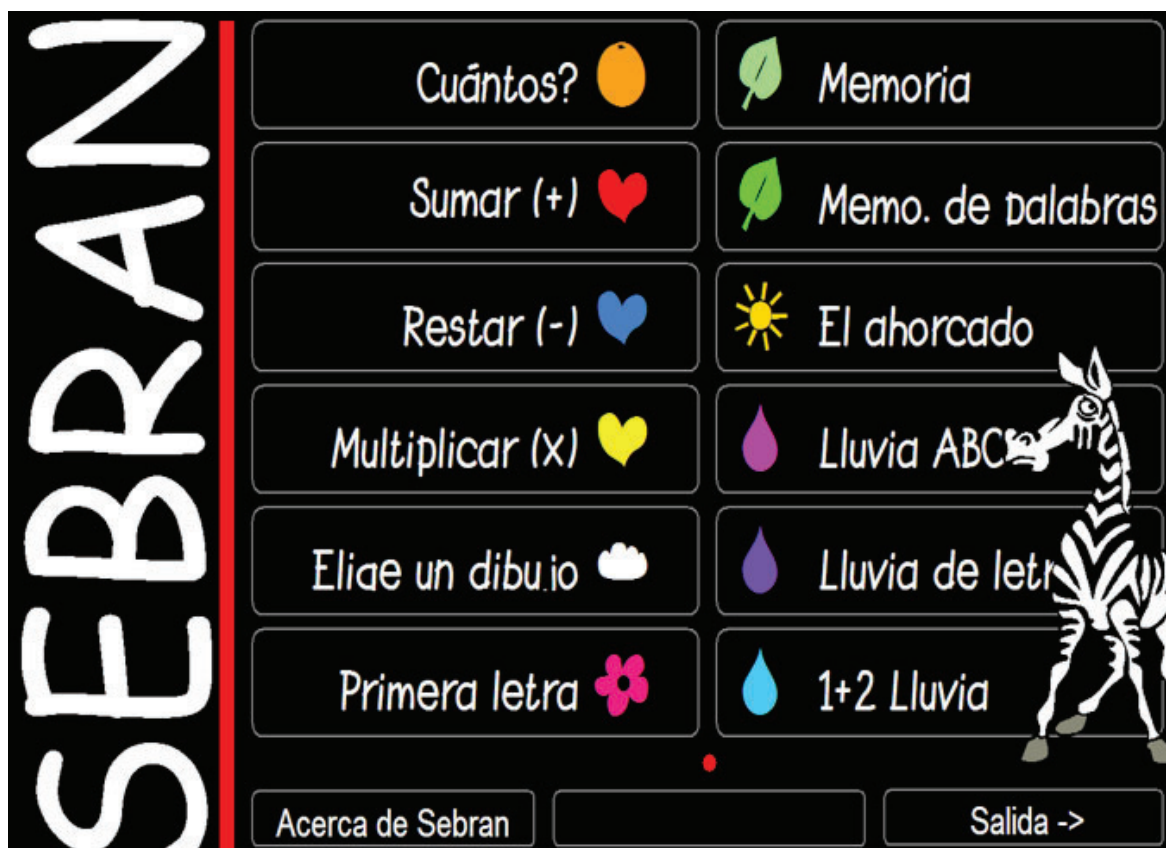 SEBRAN
Cuántos?
Memoria
Sumar (+)
Memo. de palabras
Restar (-)
El ahorcado
Multiplicar (x)
Lluvia ABC
Elige un dibujo
Lluvia de letr
Primera letra
1+2 Lluvia
Acerca de Sebran
Salida ->